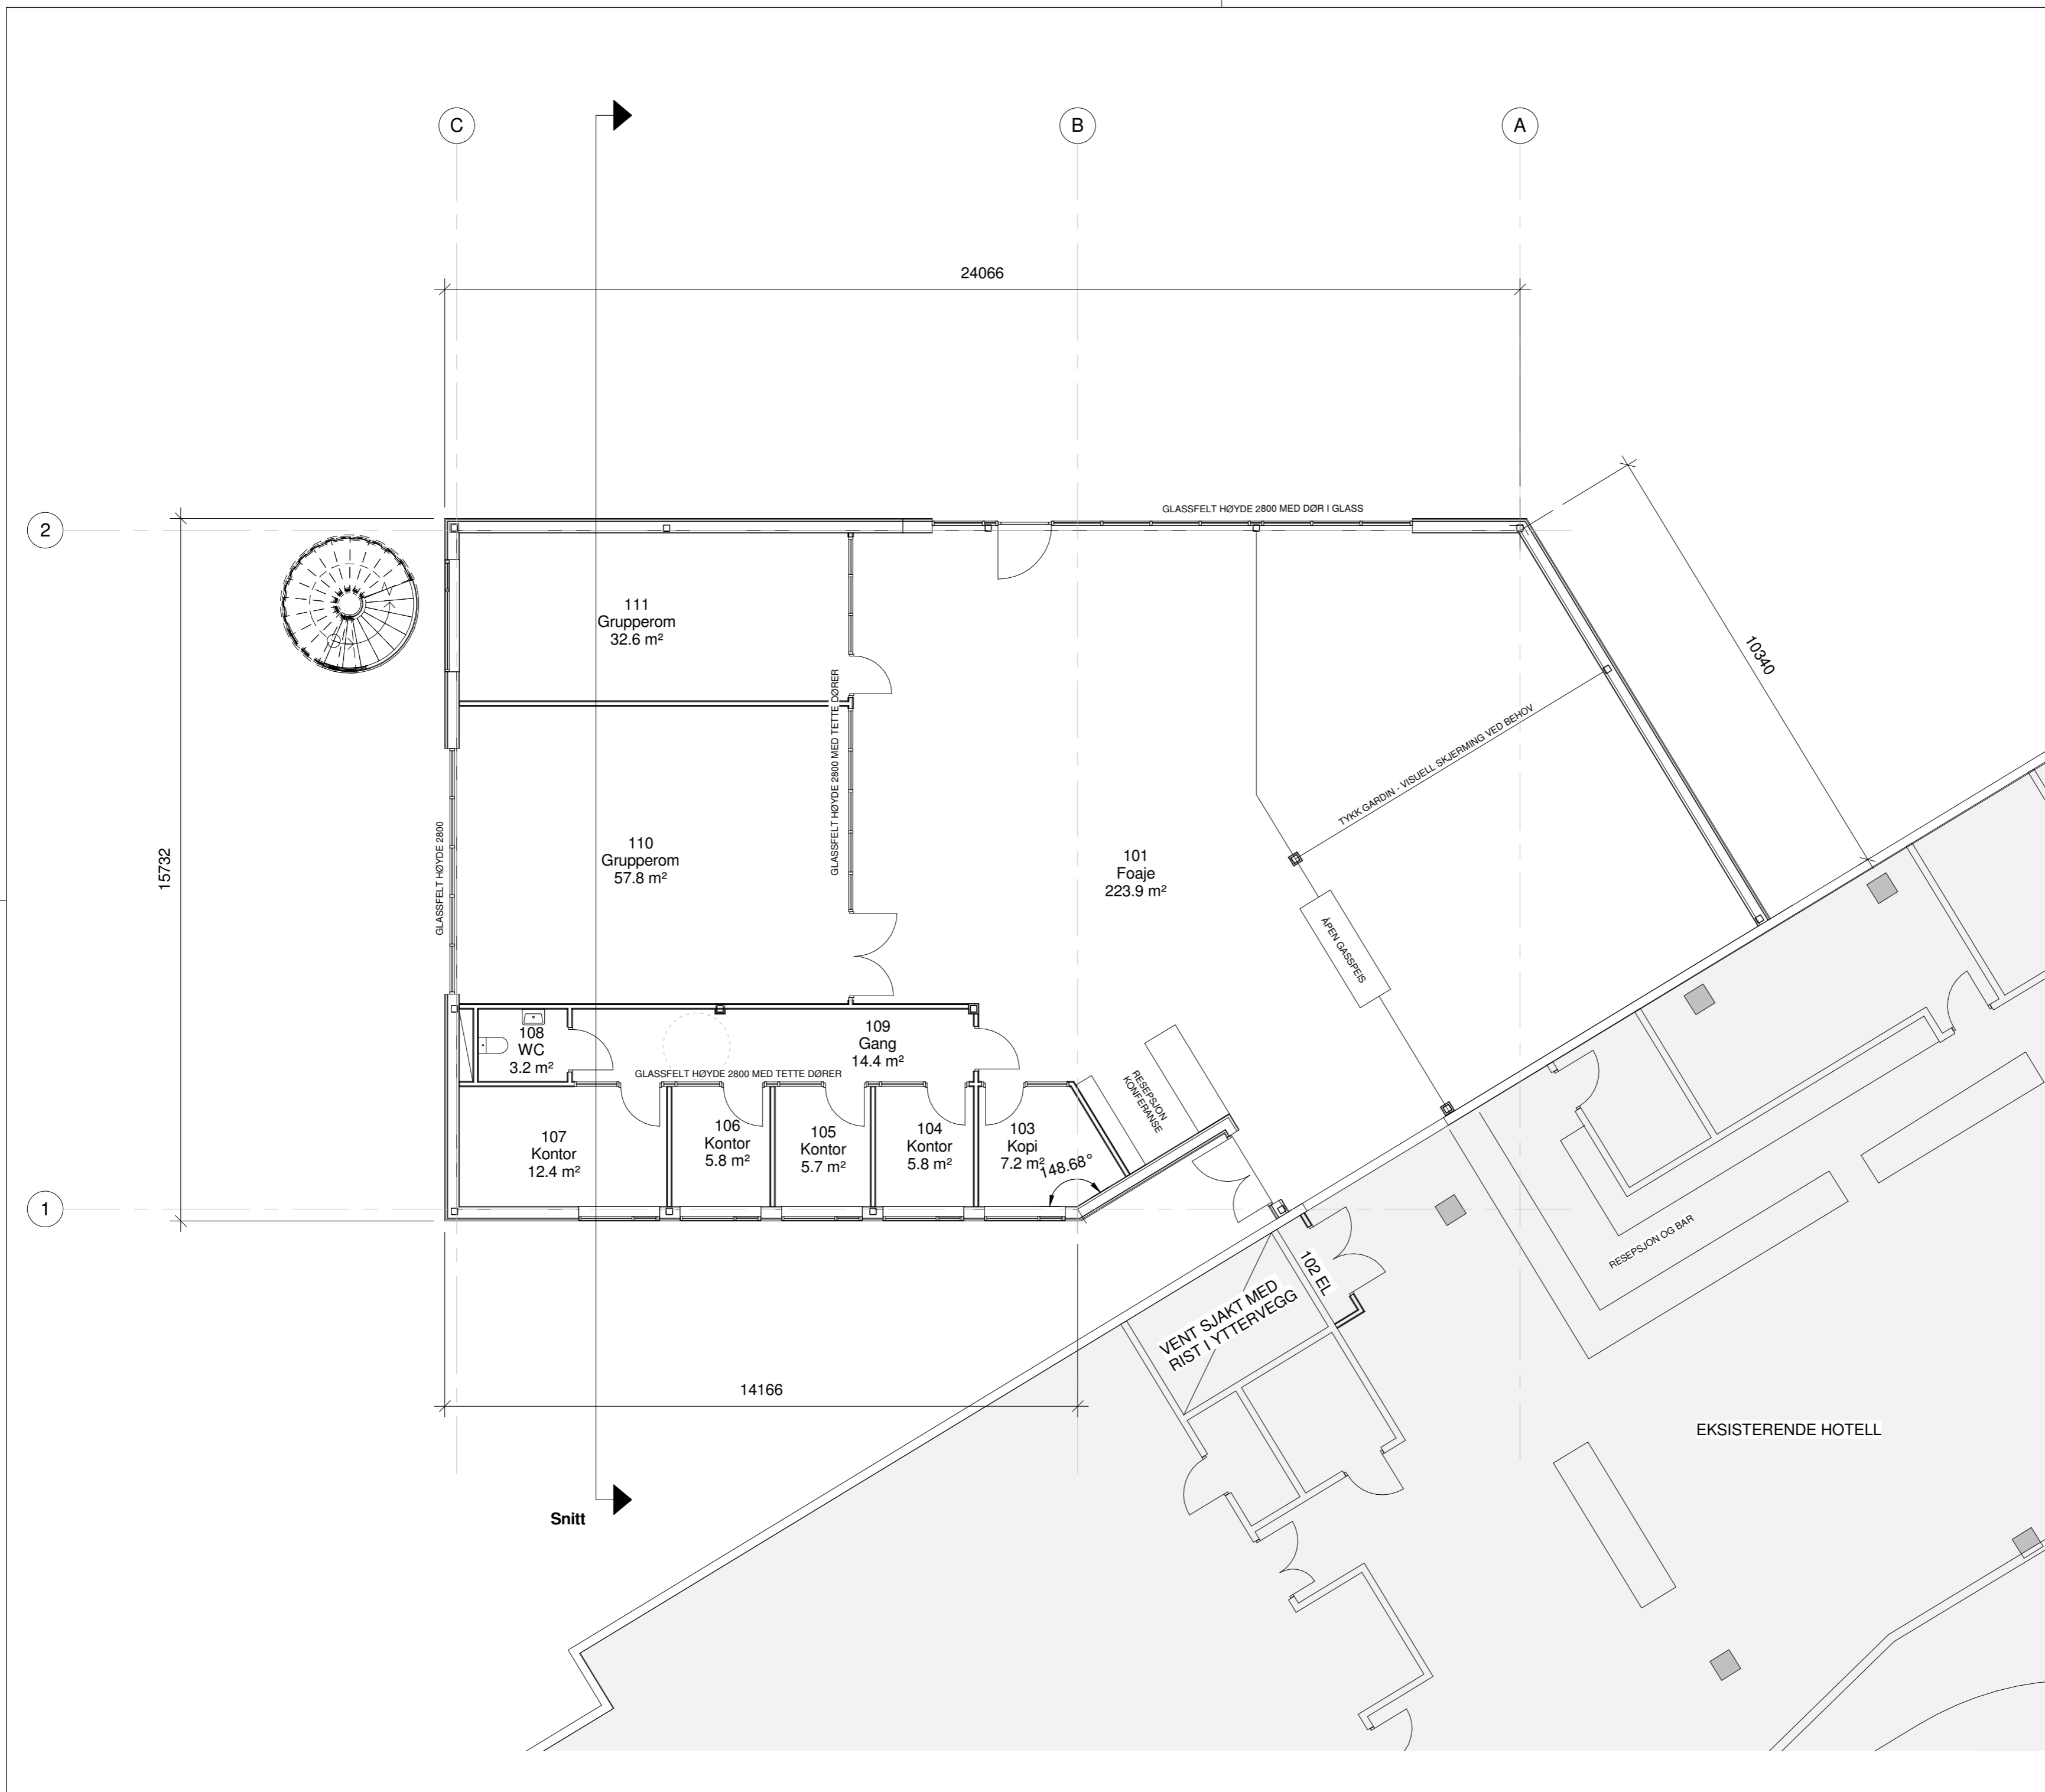 C
B
A
24066
2
GLASSFELT HØYDE 2800 MED DØR I GLASS
111
Grupperom
32.6 m²
10340
GLASSFELT HØYDE 2800 MED TETTE DØRER
TYKK GARDIN - VISUELL SKJERMING VED BEHOV
15732
GLASSFELT HØYDE 2800
110
Grupperom
57.8 m²
101
Foaje
223.9 m²
ÅPEN GASSPEIS
108
WC
3.2 m²
109
Gang
14.4 m²
GLASSFELT HØYDE 2800 MED TETTE DØRER
RESEPSJON
KONFERANSE
107
Kontor
12.4 m²
106
Kontor
5.8 m²
105
Kontor
5.7 m²
104
Kontor
5.8 m²
103
Kopi
7.2 m²
148.68°
1
RESEPSJON OG BAR
102 EL
VENT SJAKT MED
RIST I YTTERVEGG
14166
EKSISTERENDE HOTELL
Snitt